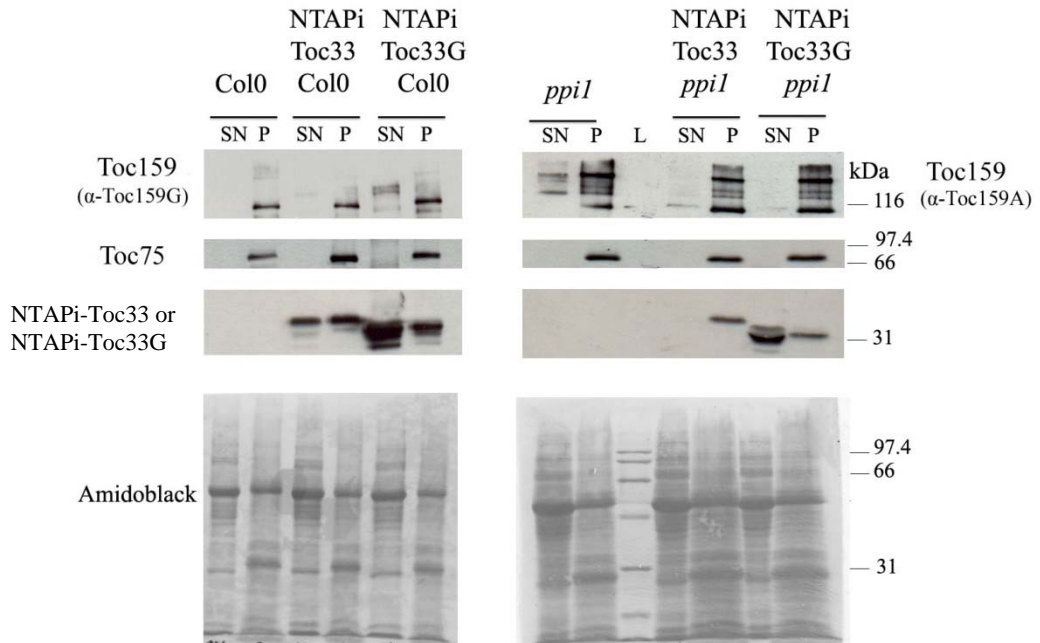 NTAPi NTAPi
Toc33 Toc33G
Col0 Col0 Col0
SN P SN P SN P
NTAPi NTAPi
Toc33 Toc33G
ppi1 ppi1 ppi1
SN P L SN P SN P
Toc159
(α-Toc159G)
kDa
116
Toc159
(α-Toc159A)
Toc75
97.4
66
NTAPi-Toc33 or
NTAPi-Toc33G
31
Amidoblack
97.4
66
31